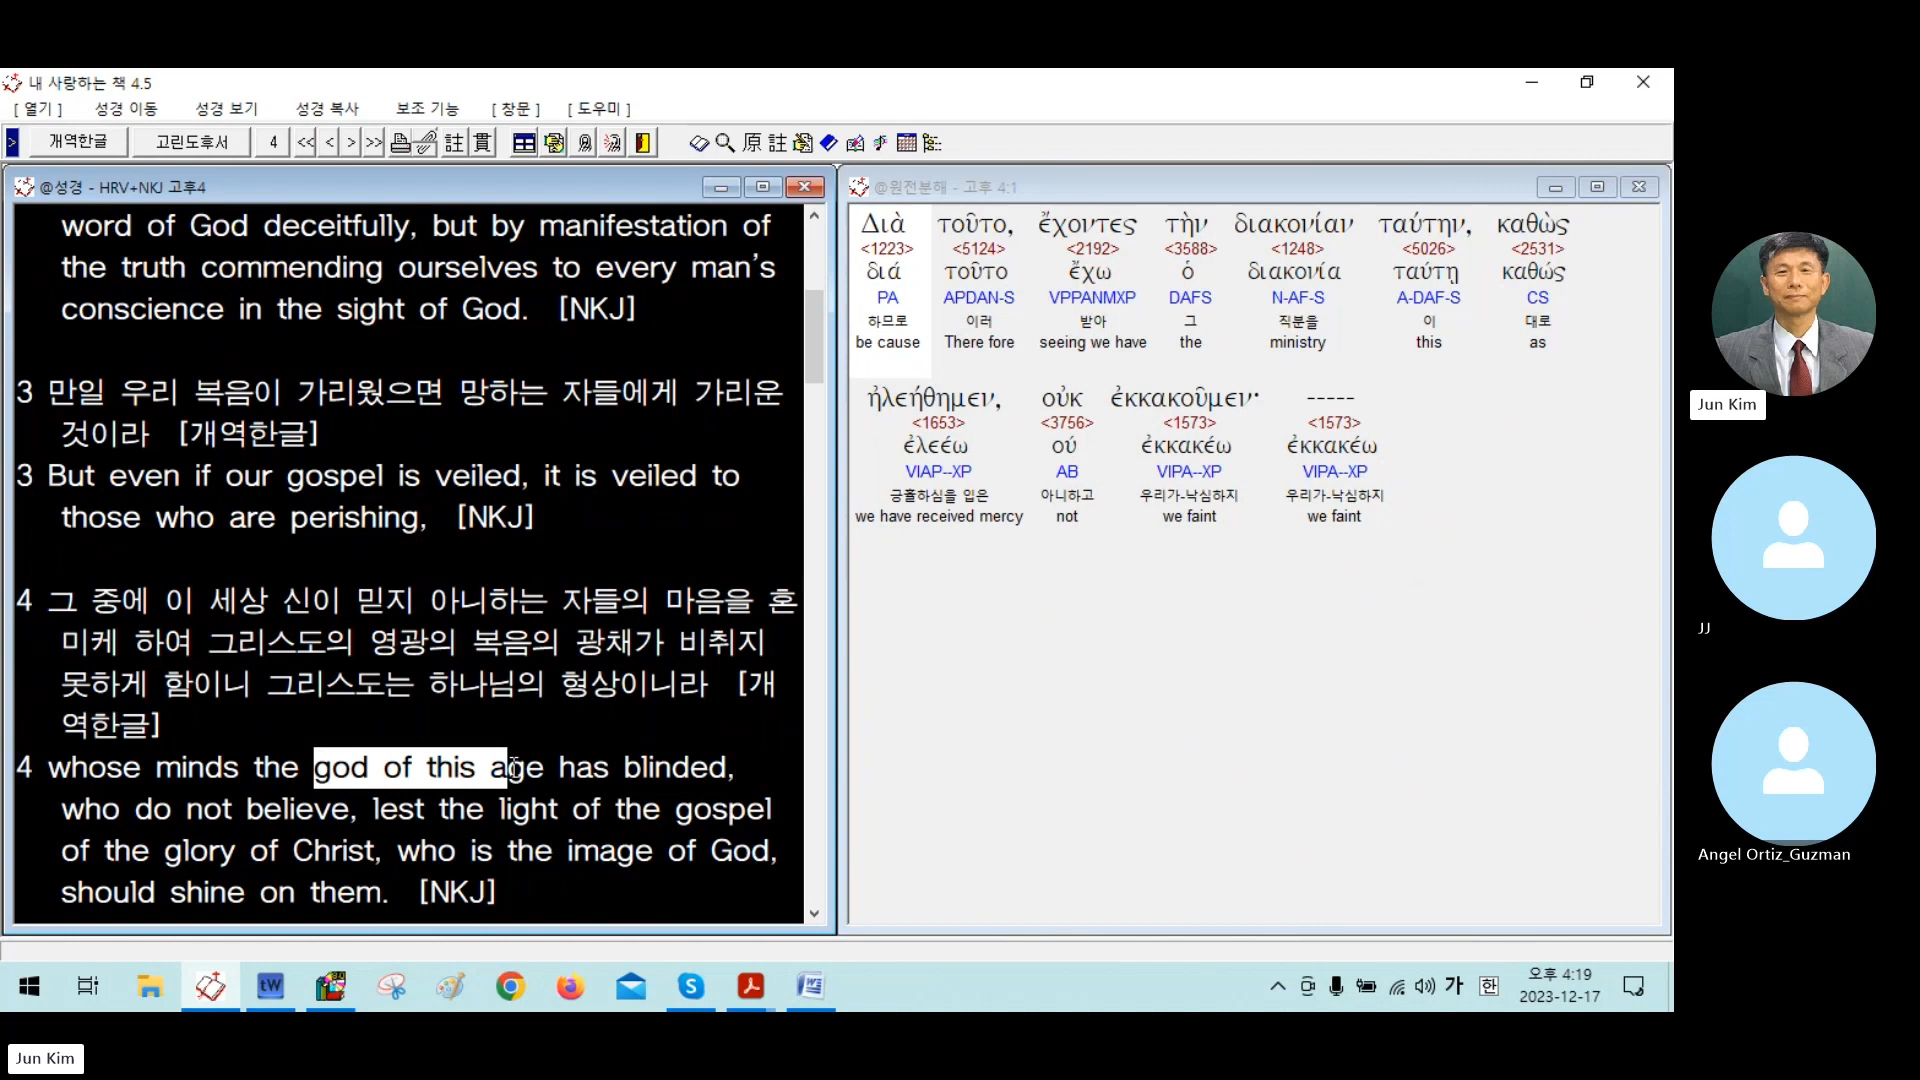 내 사랑하는 책 4.5
[ 열기 ] 성경 이동 성경 보기 성경 복사 보조 기능 [ 창문 ] [ 도우미 ]
개역한글 고린도후서 4 << < > >> 註 貫 原 註
@성경 - HRV+NKJ 고후4
word of God deceitfully, but by manifestation of
the truth commending ourselves to every man's
conscience in the sight of God. [NKJ]
3 만일 우리 복음이 가리웠으면 망하는 자들에게 가리운
것이라 [개역한글]
3 But even if our gospel is veiled, it is veiled to
those who are perishing, [NKJ]
4 그 중에 이 세상 신이 믿지 아니하는 자들의 마음을 혼
미케 하여 그리스도의 영광의 복음의 광채가 비취지
못하게 함이니 그리스도는 하나님의 형상이니라 [개
역한글]
4 whose minds the god of this age has blinded,
who do not believe, lest the light of the gospel
of the glory of Christ, who is the image of God,
should shine on them. [NKJ]
@원전분해 - 고후 4:1
Διὰ τοῦτο, ἔχοντες τὴν διακονίαν ταύτην, καθὼς
<1223> <5124> <2192> <3588> <1248> <5026> <2531>
διά τοῦτο ἔχω ὁ διακονία ταύτῃ καθώς
PA APDAN-S VPPANMXP DAFS N-AF-S A-DAF-S CS
하므로 이러 받아 그 직분을 이 대로
be cause There fore seeing we have the ministry this as
ἠλεήθημεν, οὐκ ἐκκακοῦμεν· -----
<1653> <3756> <1573> <1573>
ἐλεέω οὐ ἐκκακέω ἐκκακέω
VIAP--XP AB VIPA--XP VIPA--XP
긍휼하심을 입은 아니하고 우리가-낙심하지 우리가-낙심하지
we have received mercy not we faint we faint
Jun Kim
JJ
Angel Ortiz_Guzman
tW S W 가 한
오후 4:19
2023-12-17
Jun Kim